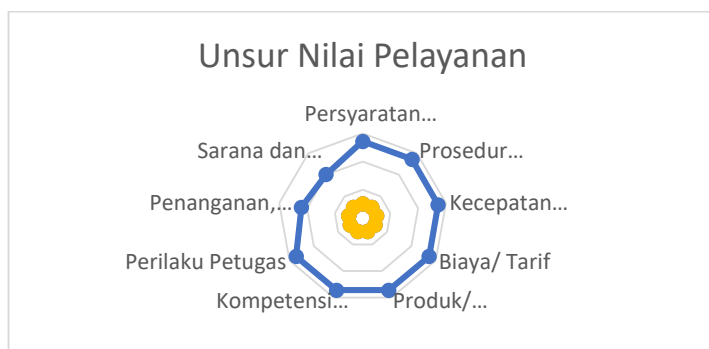 Unsur Nilai Pelayanan
Persyaratan...
Prosedur...
Kecepatan...
Biaya/ Tarif
Produk/...
Kompetensi...
Perilaku Petugas
Penanganan,...
Sarana dan...